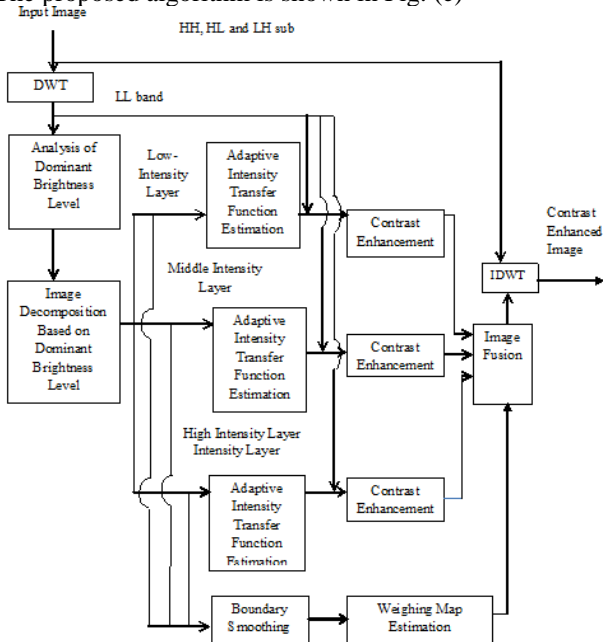 The proposed algorithm is shown in Fig. (6)
Input Image
HH, HL and LH sub
DWT
LL band
Analysis of
Dominant
Brightness
Level
Low-
Intensity
Layer
Adaptive
Intensity
Transfer
Function
Estimation
Contrast
Enhancement
Contrast
Enhanced
Image
IDWT
Image
Decomposition
Based on
Dominant
Brightness
Level
Middle Intensity
Layer
Adaptive
Intensity
Transfer
Function
Estimation
Contrast
Enhancement
Image
Fusion
High Intensity Layer
Intensity Layer
Adaptive
Intensity
Transfer
Function
Estimation
Contrast
Enhancement
Boundary
Smoothing
Weighing Map
Estimation